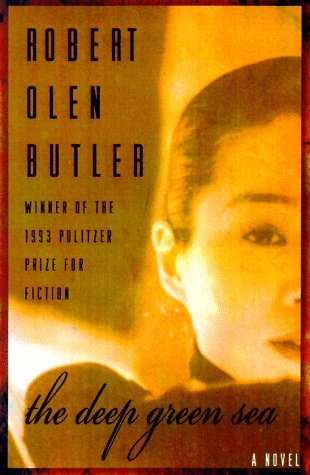 ROBERT
OLEN
BUTLER
WINNER OF THE
1993 PULITZER
PRIZE FOR
FICTION
the deep green sea
A NOVEL